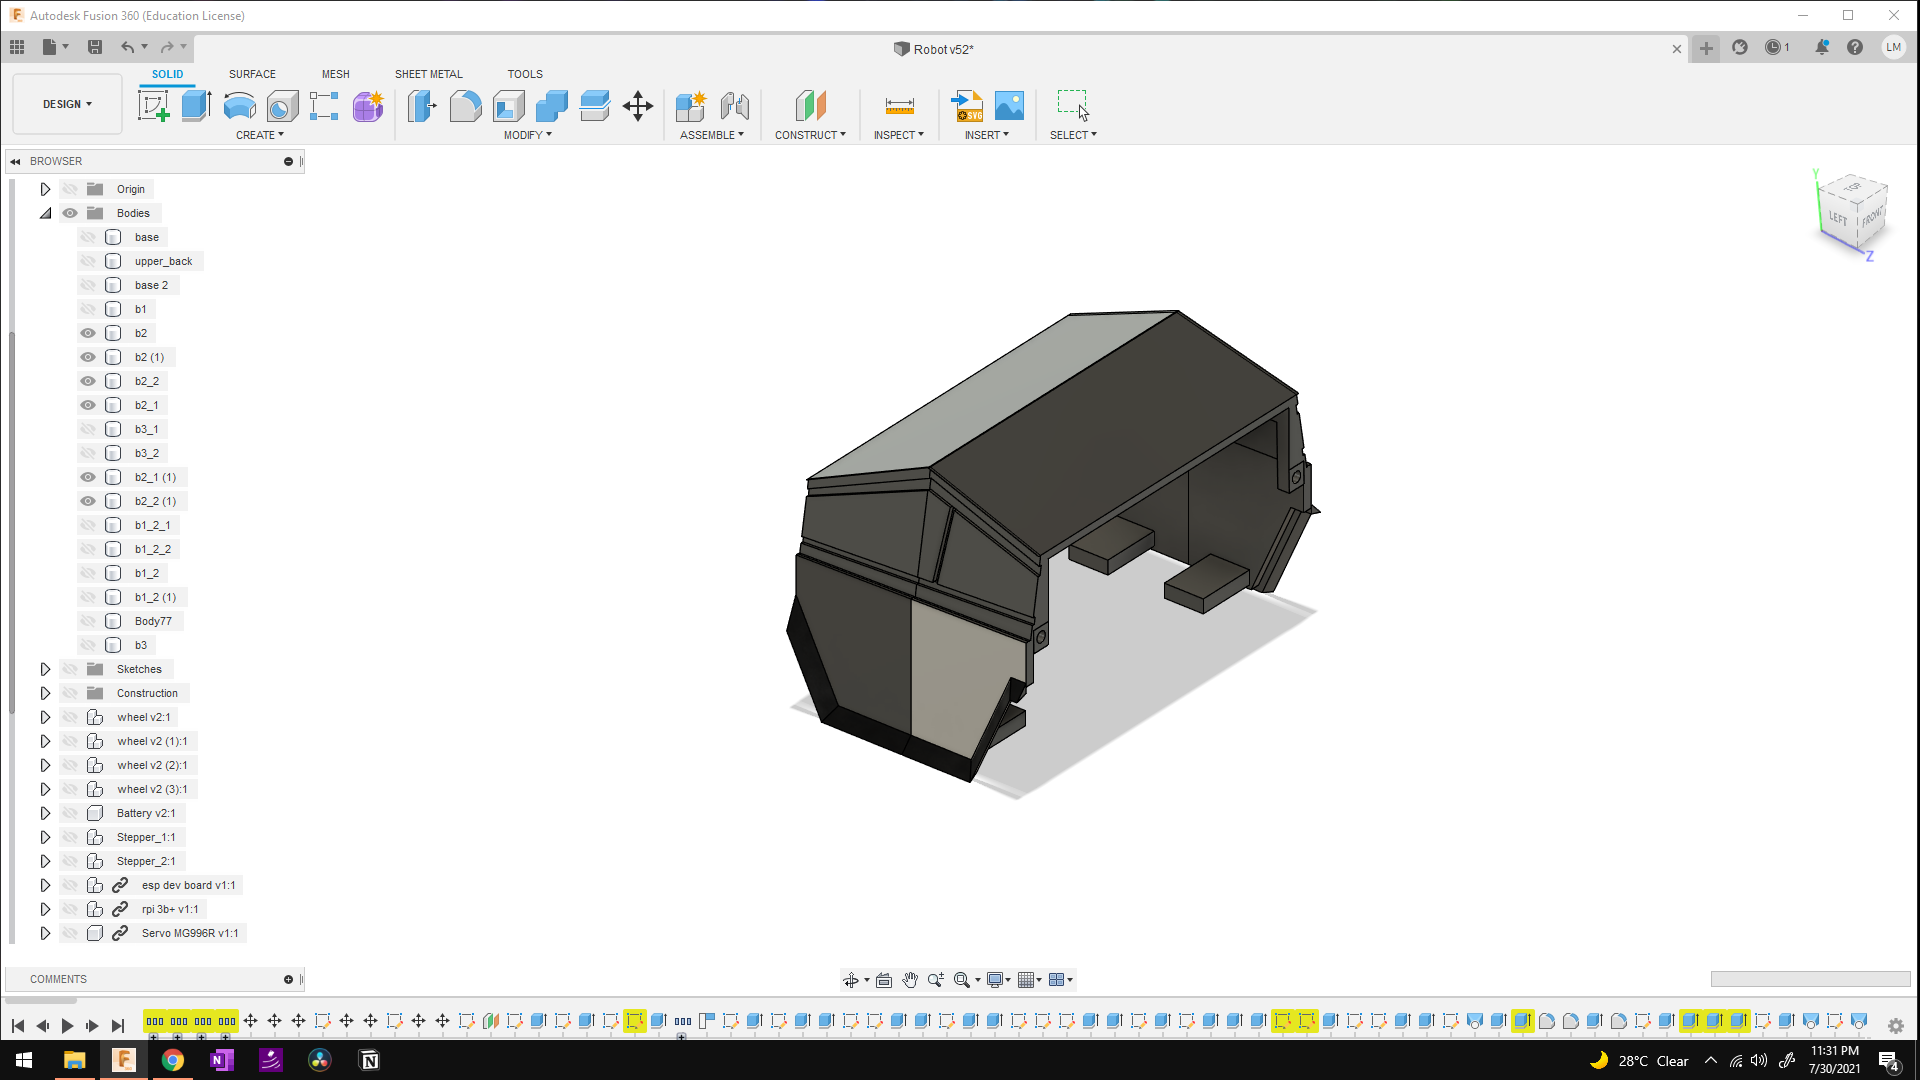 Autodesk Fusion 360 (Education License)
Robot v52*
1
LM
DESIGN
SOLID
SURFACE
MESH
SHEET METAL
TOOLS
SVG
CREATE
MODIFY
ASSEMBLE
CONSTRUCT
INSPECT
INSERT
SELECT
BROWSER
Origin
Bodies
base
upper_back
base 2
b1
b2
b2 (1)
b2_2
b2_1
b3_1
b3_2
b2_1 (1)
b2_2 (1)
b1_2_1
b1_2_2
b1_2
b1_2 (1)
Body77
b3
Sketches
Construction
wheel v2:1
wheel v2 (1):1
wheel v2 (2):1
wheel v2 (3):1
Battery v2:1
Stepper_1:1
Stepper_2:1
esp dev board v1:1
rpi 3b+ v1:1
Servo MG996R v1:1
Y
TOP
LEFT
FRONT
Z
COMMENTS
28°C Clear
11:31 PM
7/30/2021
4